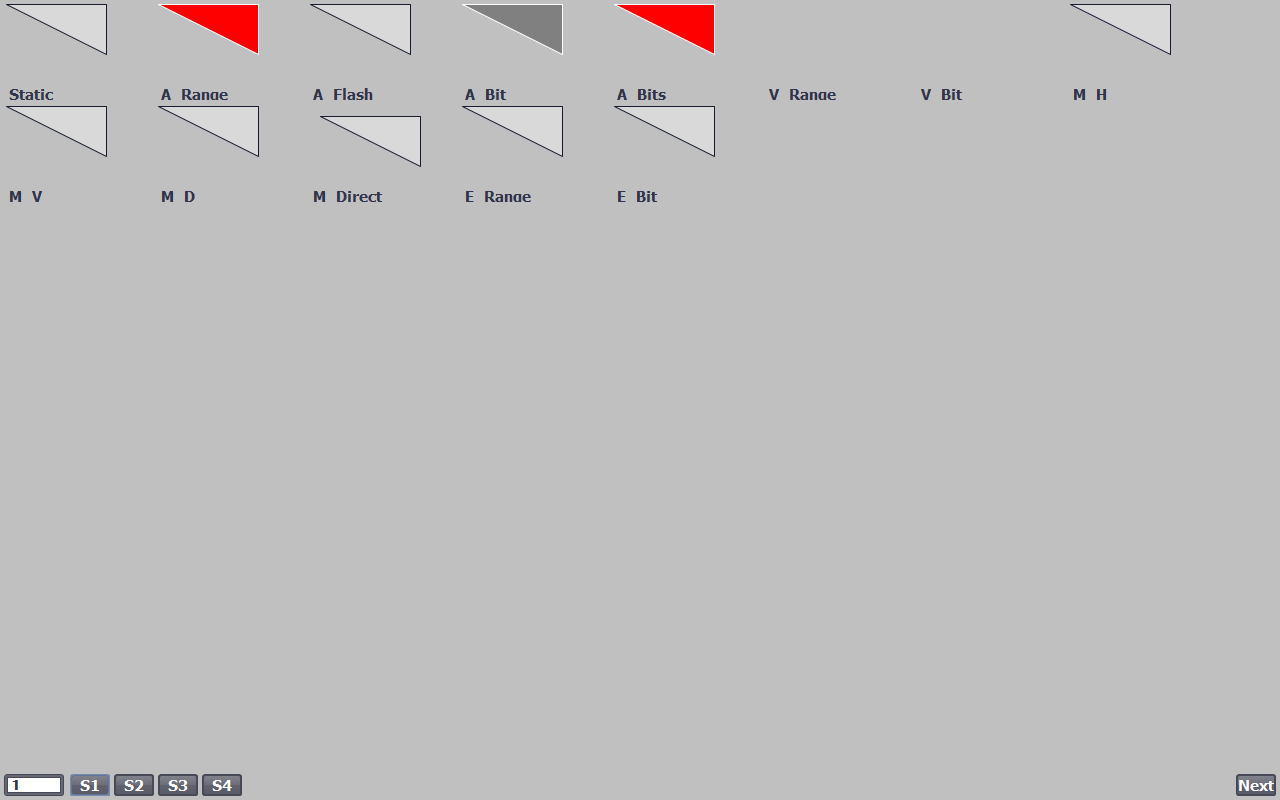 Static A Range A Flash A Bit A Bits V Range V Bit M H
M V M D M Direct E Range E Bit
1 S1 S2 S3 S4 Next